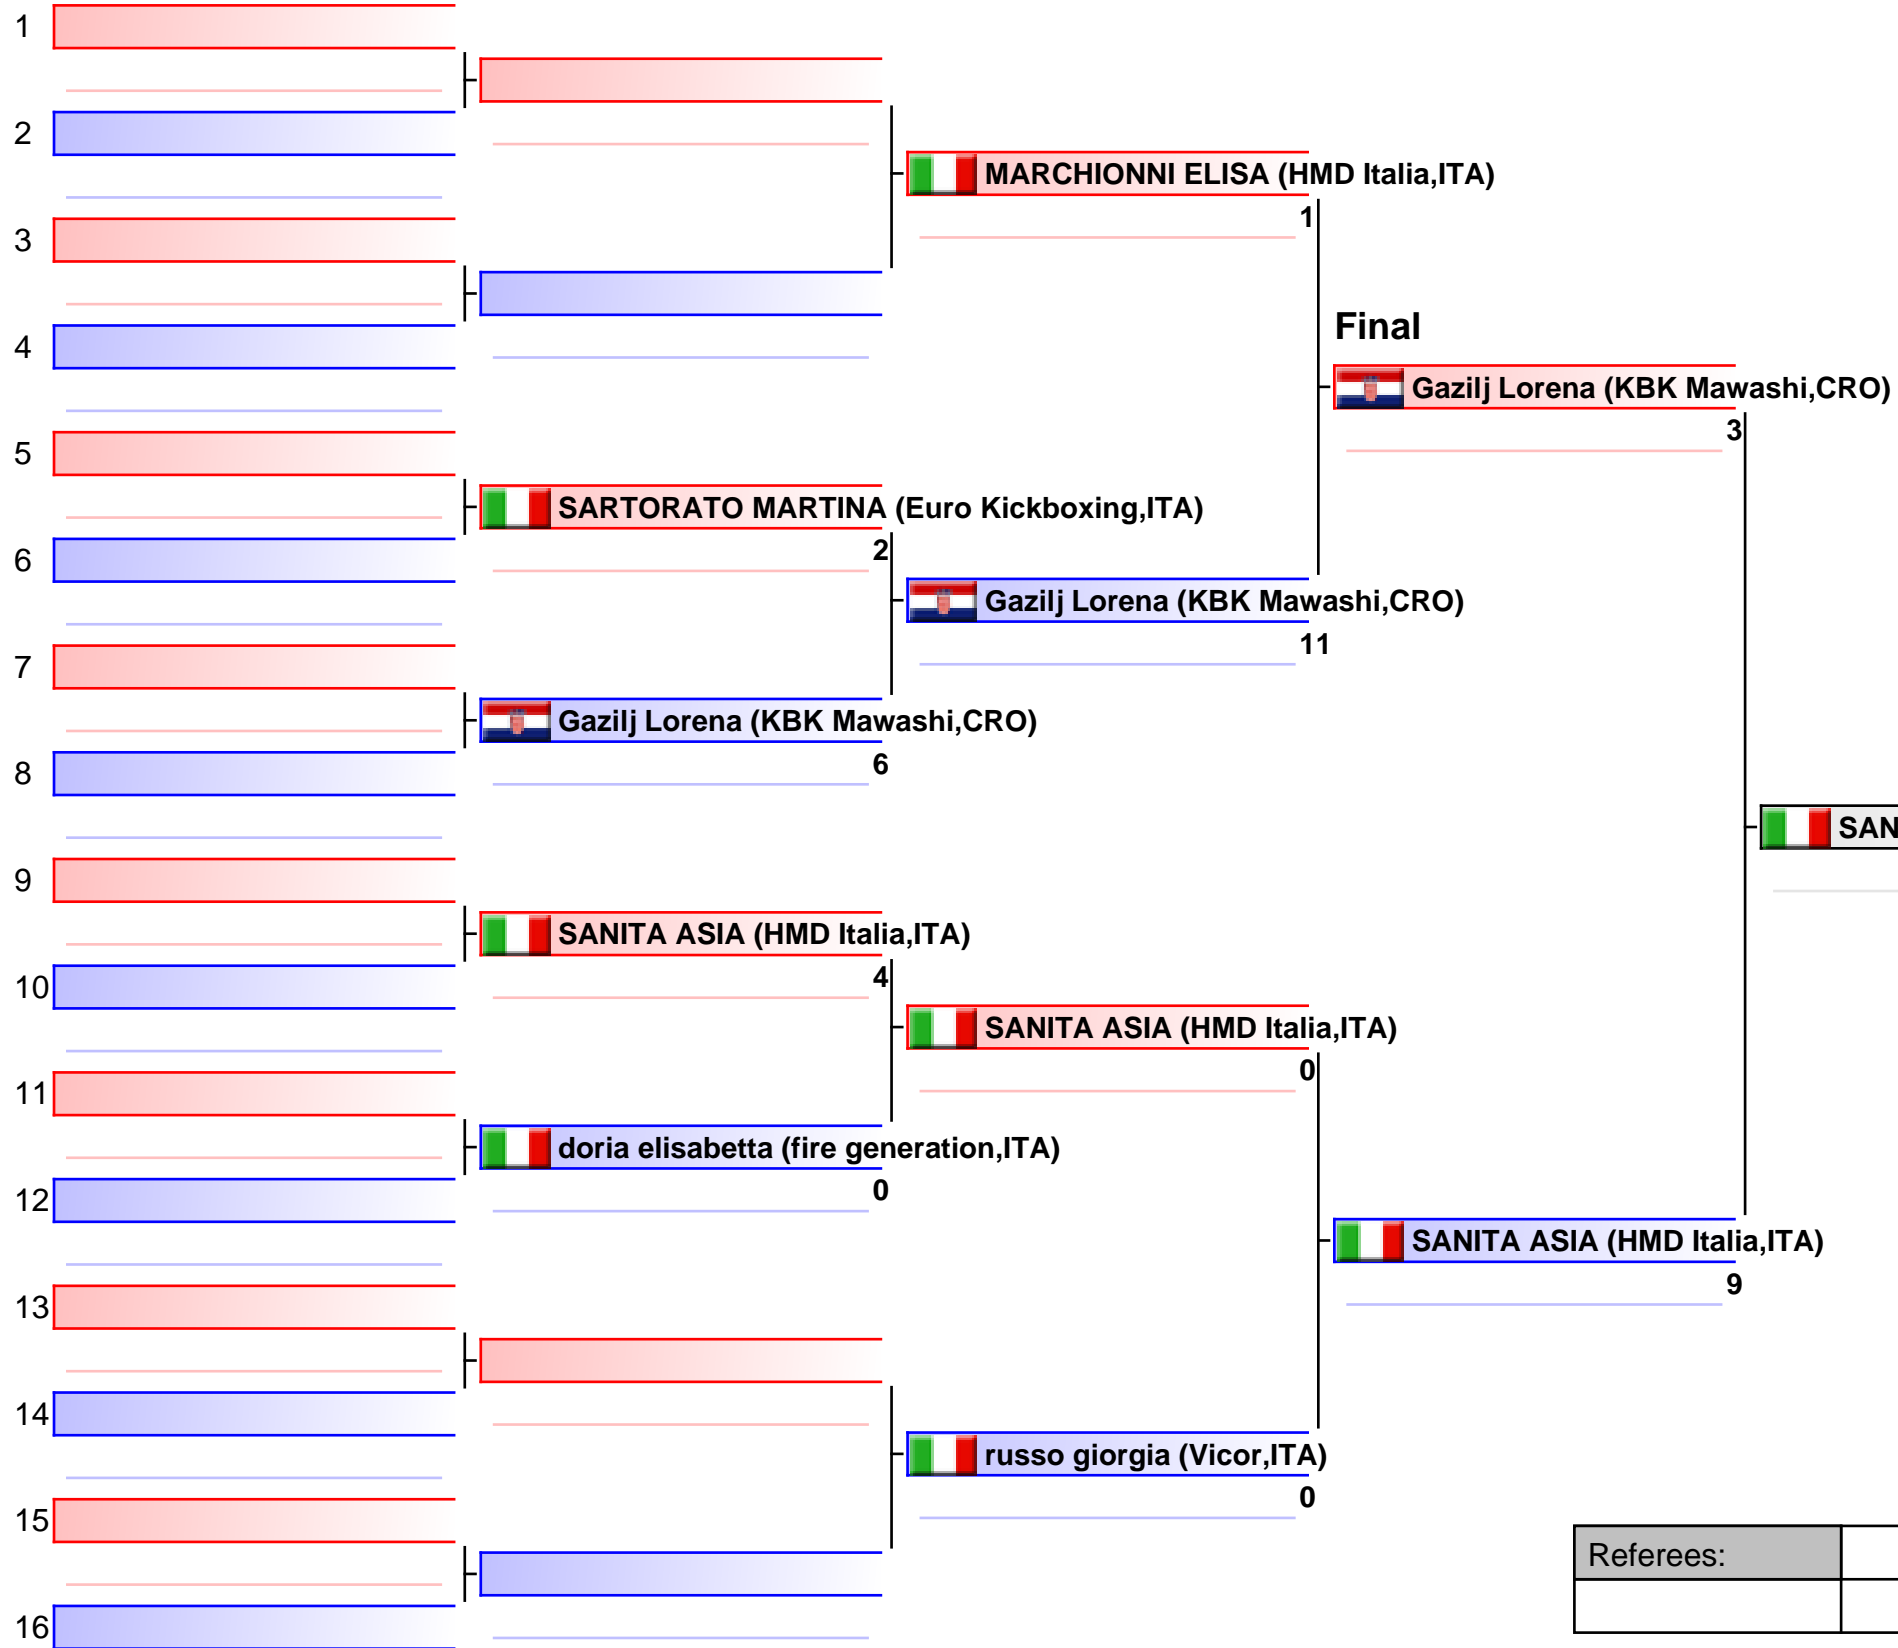 1
2
MARCHIONNI ELISA (HMD Italia,ITA)
1
3
Final
4
Gazilj Lorena (KBK Mawashi,CRO)
3
5
SARTORATO MARTINA (Euro Kickboxing,ITA)
2
6
Gazilj Lorena (KBK Mawashi,CRO)
11
7
Gazilj Lorena (KBK Mawashi,CRO)
6
8
SAN
9
SANITA ASIA (HMD Italia,ITA)
4
10
SANITA ASIA (HMD Italia,ITA)
0
11
doria elisabetta (fire generation,ITA)
0
12
SANITA ASIA (HMD Italia,ITA)
9
13
14
russo giorgia (Vicor,ITA)
0
15
Referees:
16